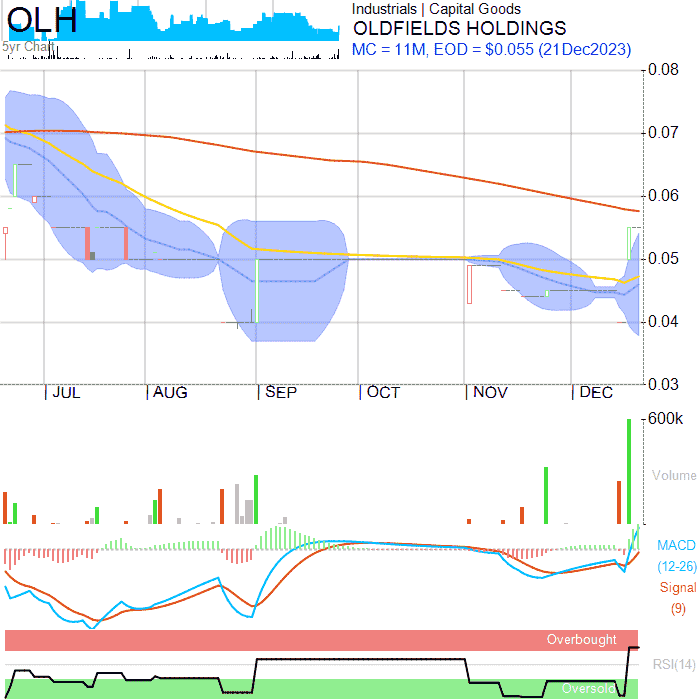 OLH
5yr Chart
Industrials | Capital Goods
OLDFIELDS HOLDINGS
MC = 11M, EOD = $0.055 (21Dec2023)
0.08
0.07
0.06
0.05
0.04
0.03
JUL AUG SEP OCT NOV DEC
600k
Volume
MACD
(12-26)
Signal
(9)
Overbought
RSI(14)
Oversold